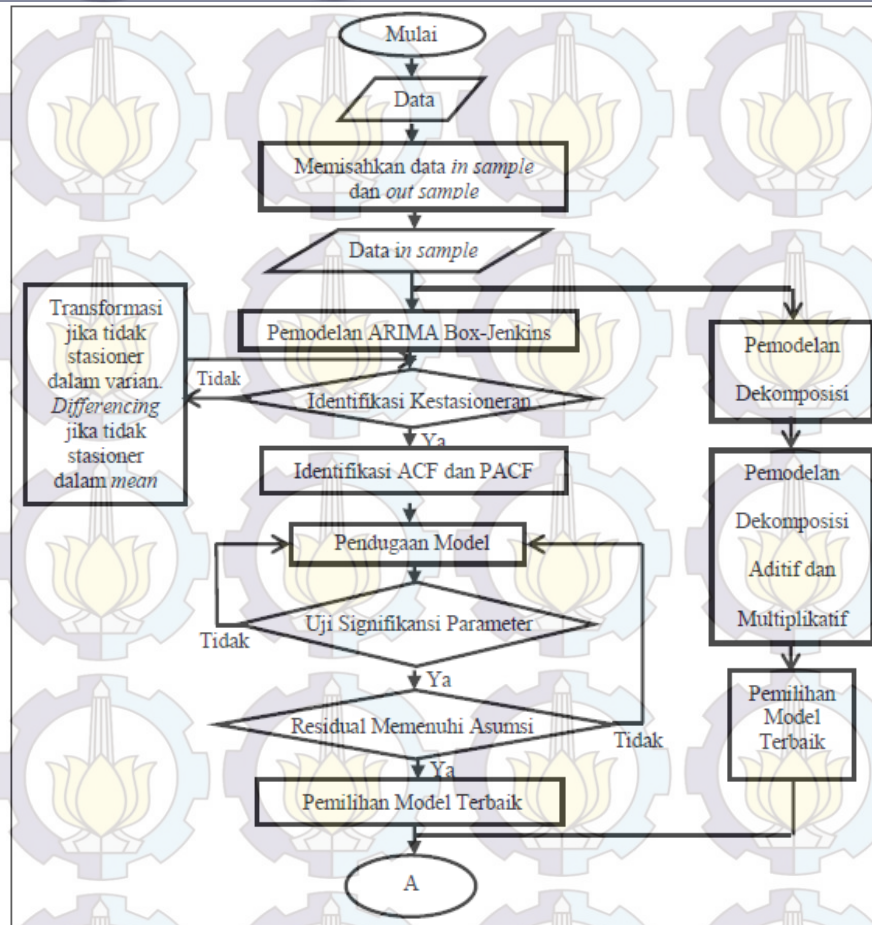 Mulai
Data
Memisahkan data in sample
dan out sample
Data in sample
Transformasi
jika tidak
stasioner
dalam varian.
Differencing
jika tidak
stasioner
dalam mean
Pemodelan ARIMA Box-Jenkins
Tidak
Identifikasi Kestasioneran
Ya
Identifikasi ACF dan PACF
Pendugaan Model
Uji Signifikansi Parameter
Tidak
Ya
Residual Memenuhi Asumsi
Tidak
Ya
Pemilihan Model Terbaik
A
Pemodelan
Dekomposisi
Pemodelan
Dekomposisi
Aditif dan
Multiplikatif
Pemilihan
Model
Terbaik